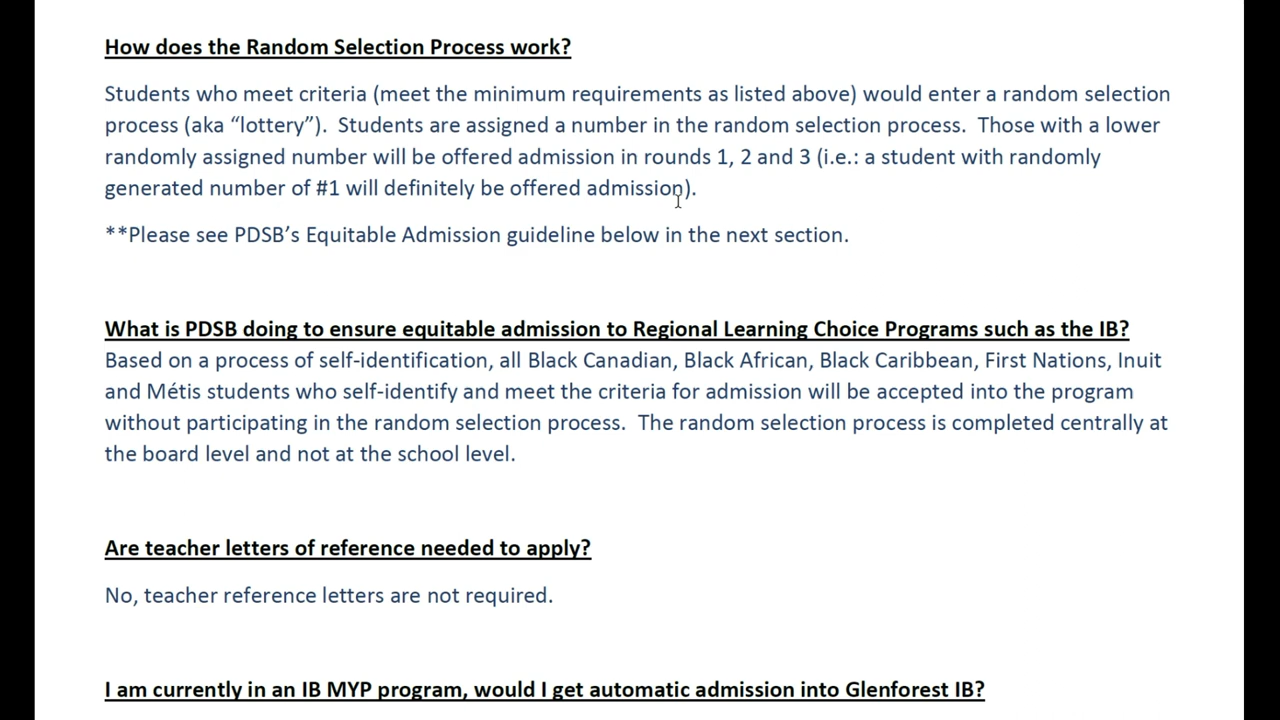 How does the Random Selection Process work?
Students who meet criteria (meet the minimum requirements as listed above) would enter a random selection
process (aka “lottery”).  Students are assigned a number in the random selection process.  Those with a lower
randomly assigned number will be offered admission in rounds 1, 2 and 3 (i.e.: a student with randomly
generated number of #1 will definitely be offered admission).
**Please see PDSB’s Equitable Admission guideline below in the next section.
What is PDSB doing to ensure equitable admission to Regional Learning Choice Programs such as the IB?
Based on a process of self-identification, all Black Canadian, Black African, Black Caribbean, First Nations, Inuit
and Métis students who self-identify and meet the criteria for admission will be accepted into the program
without participating in the random selection process.  The random selection process is completed centrally at
the board level and not at the school level.
Are teacher letters of reference needed to apply?
No, teacher reference letters are not required.
I am currently in an IB MYP program, would I get automatic admission into Glenforest IB?